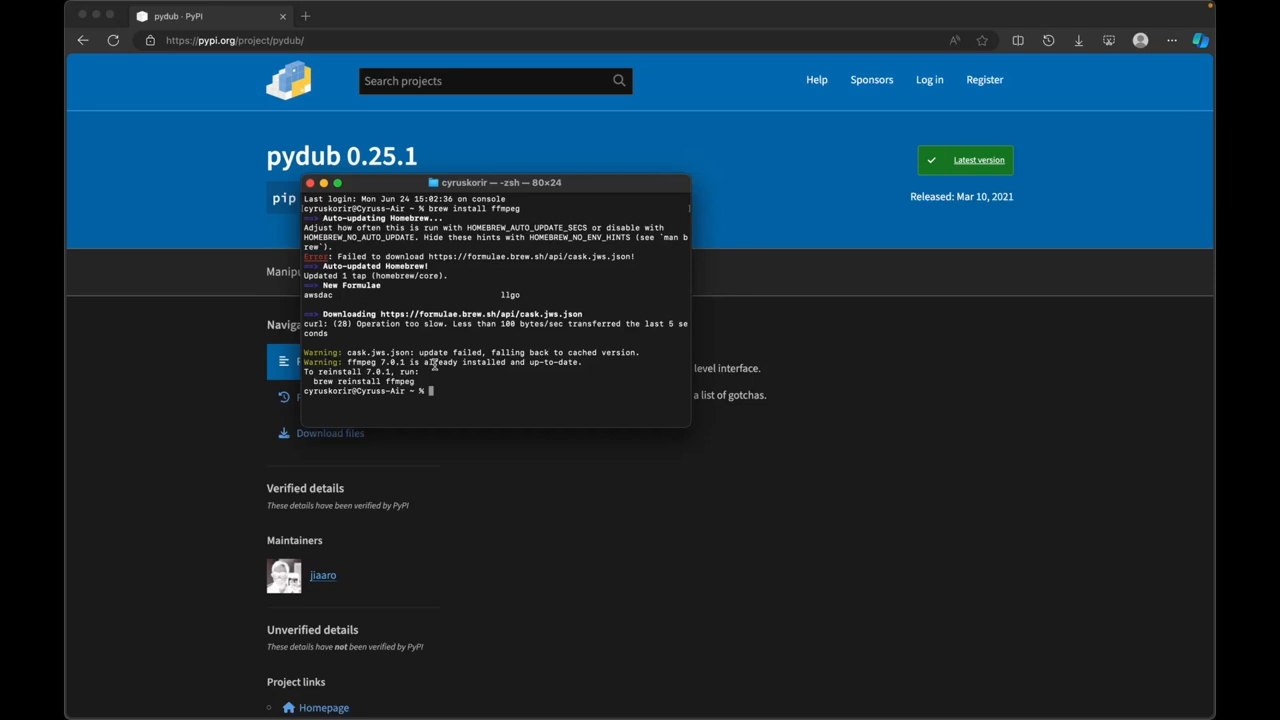 pydub · PyPI
https://pypi.org/project/pydub/
Search projects
Help
Sponsors
Log in
Register
pydub 0.25.1
Latest version
pip
Released: Mar 10, 2021
cyruskorir — -zsh — 80×24
Last login: Mon Jun 24 15:02:36 on console
[cyruskorir@Cyruss-Air ~ % brew install ffmpeg ]
==> Auto-updating Homebrew...
Adjust how often this is run with HOMEBREW_AUTO_UPDATE_SECS or disable with
HOMEBREW_NO_AUTO_UPDATE. Hide these hints with HOMEBREW_NO_ENV_HINTS (see `man b
rew`).
Error: Failed to download https://formulae.brew.sh/api/cask.jws.json!
==> Auto-updated Homebrew!
Updated 1 tap (homebrew/core).
==> New Formulae
awsdac llgo
==> Downloading https://formulae.brew.sh/api/cask.jws.json
curl: (28) Operation too slow. Less than 100 bytes/sec transferred the last 5 se
conds
Warning: cask.jws.json: update failed, falling back to cached version.
Warning: ffmpeg 7.0.1 is already installed and up-to-date.
To reinstall 7.0.1, run:
brew reinstall ffmpeg
cyruskorir@Cyruss-Air ~ %
Manip
Naviga
level interface.
a list of gotchas.
Download files
Verified details
These details have been verified by PyPI
Maintainers
jiaaro
Unverified details
These details have not been verified by PyPI
Project links
Homepage